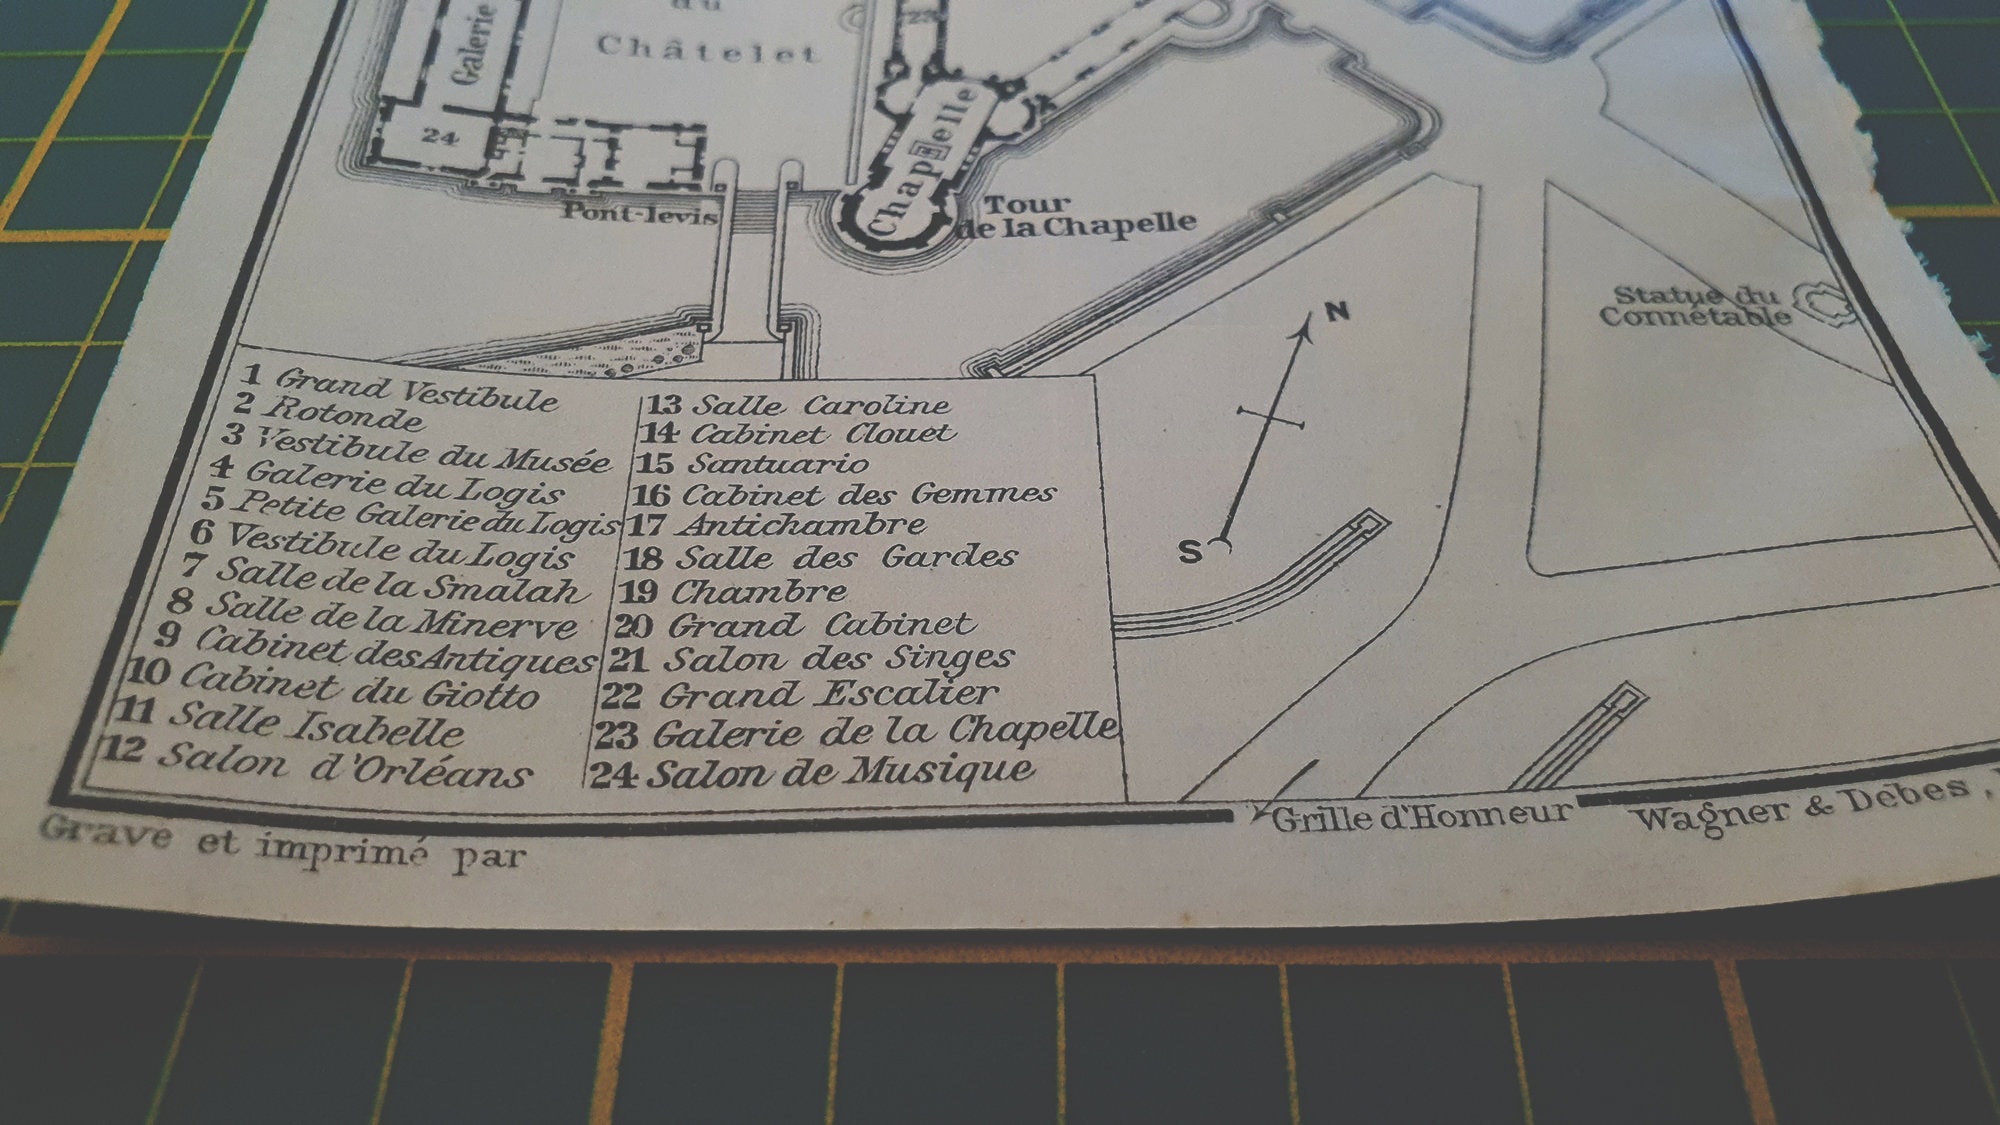 Galerie
du
Châtelet
23
24
Chapelle
Pont-levis
Tour
de la Chapelle
Statue du
Connétable
N
S
1 Grand Vestibule
2 Rotonde
3 Vestibule du Musée
4 Galerie du Logis
5 Petite Galerie du Logis
6 Vestibule du Logis
7 Salle de la Smalah
8 Salle de la Minerve
9 Cabinet des Antiques
10 Cabinet du Giotto
11 Salle Isabelle
12 Salon d'Orléans
13 Salle Caroline
14 Cabinet Clouet
15 Santuario
16 Cabinet des Gemmes
17 Antichambre
18 Salle des Gardes
19 Chambre
20 Grand Cabinet
21 Salon des Singes
22 Grand Escalier
23 Galerie de la Chapelle
24 Salon de Musique
Grille d'Honneur
Gravé et imprimé par
Wagner & Debes,